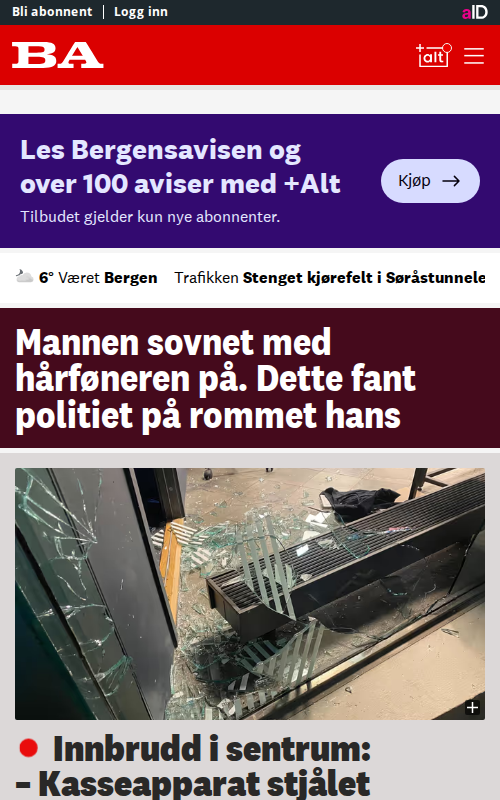 Bli abonnent | Logg inn
aID
BA
+alt
Les Bergensavisen og
over 100 aviser med +Alt
Tilbudet gjelder kun nye abonnenter.
Kjøp →
6° Været Bergen Trafikken Stenget kjørefelt i Søråstunnele
Mannen sovnet med
hårføneren på. Dette fant
politiet på rommet hans
Innbrudd i sentrum:
– Kasseapparat stjålet